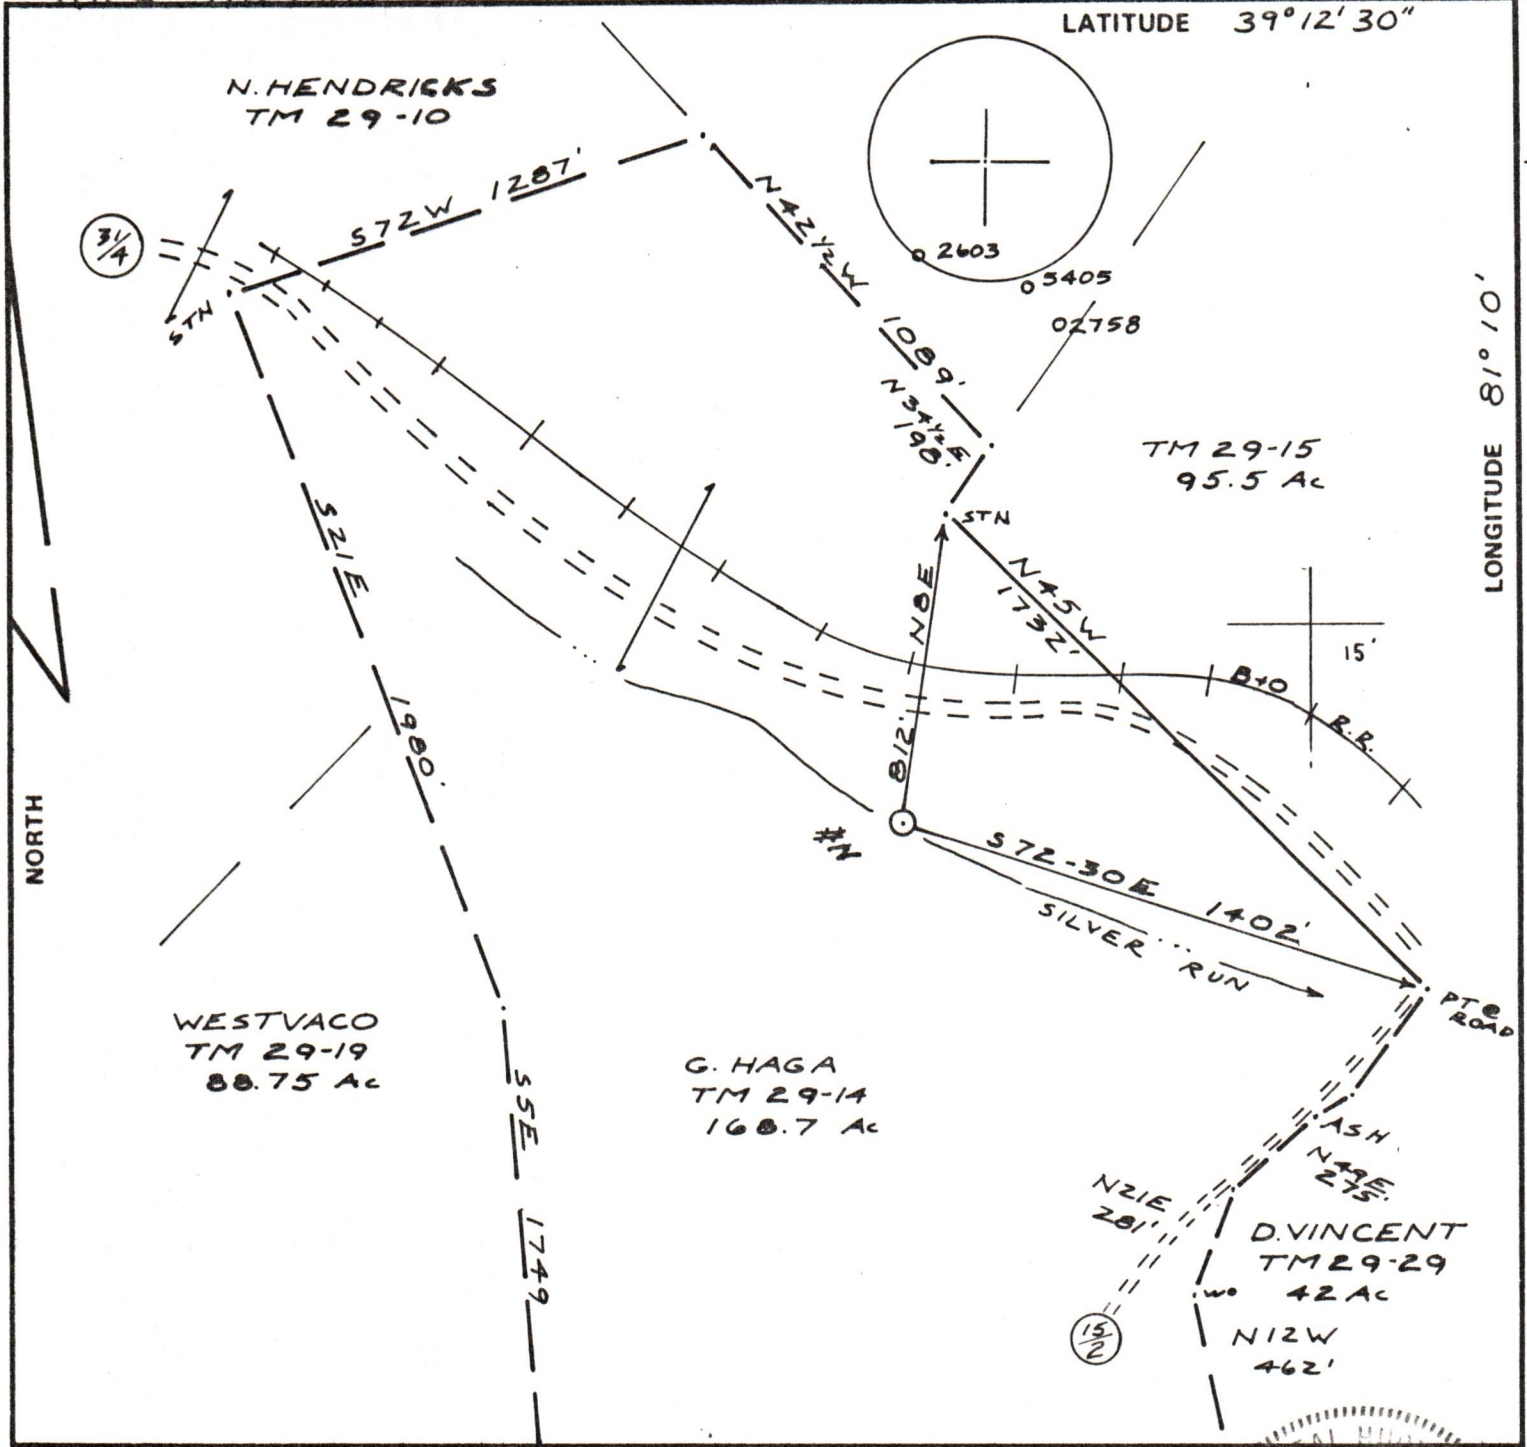 LATITUDE 39°12'30"
N. HENDRICKS
TM 29-10
S72W 1287'
31/4
STN
N42½W 1089'
2603
5405
02758
LONGITUDE 81°10'
N34½E
198'
TM 29-15
95.5 Ac
STN
N45W
1732'
N8E
812'
15'
B+O R.R.
S21E 1980'
NORTH
#N
S72-30E 1402'
SILVER RUN
PT @
ROAD
WESTVACO
TM 29-19
88.75 Ac
G. HAGA
TM 29-14
168.7 Ac
S5E 1749
ASH
N49E
275'
N21E
281'
D. VINCENT
TM 29-29
42 Ac
WO
15/2
N12W
462'